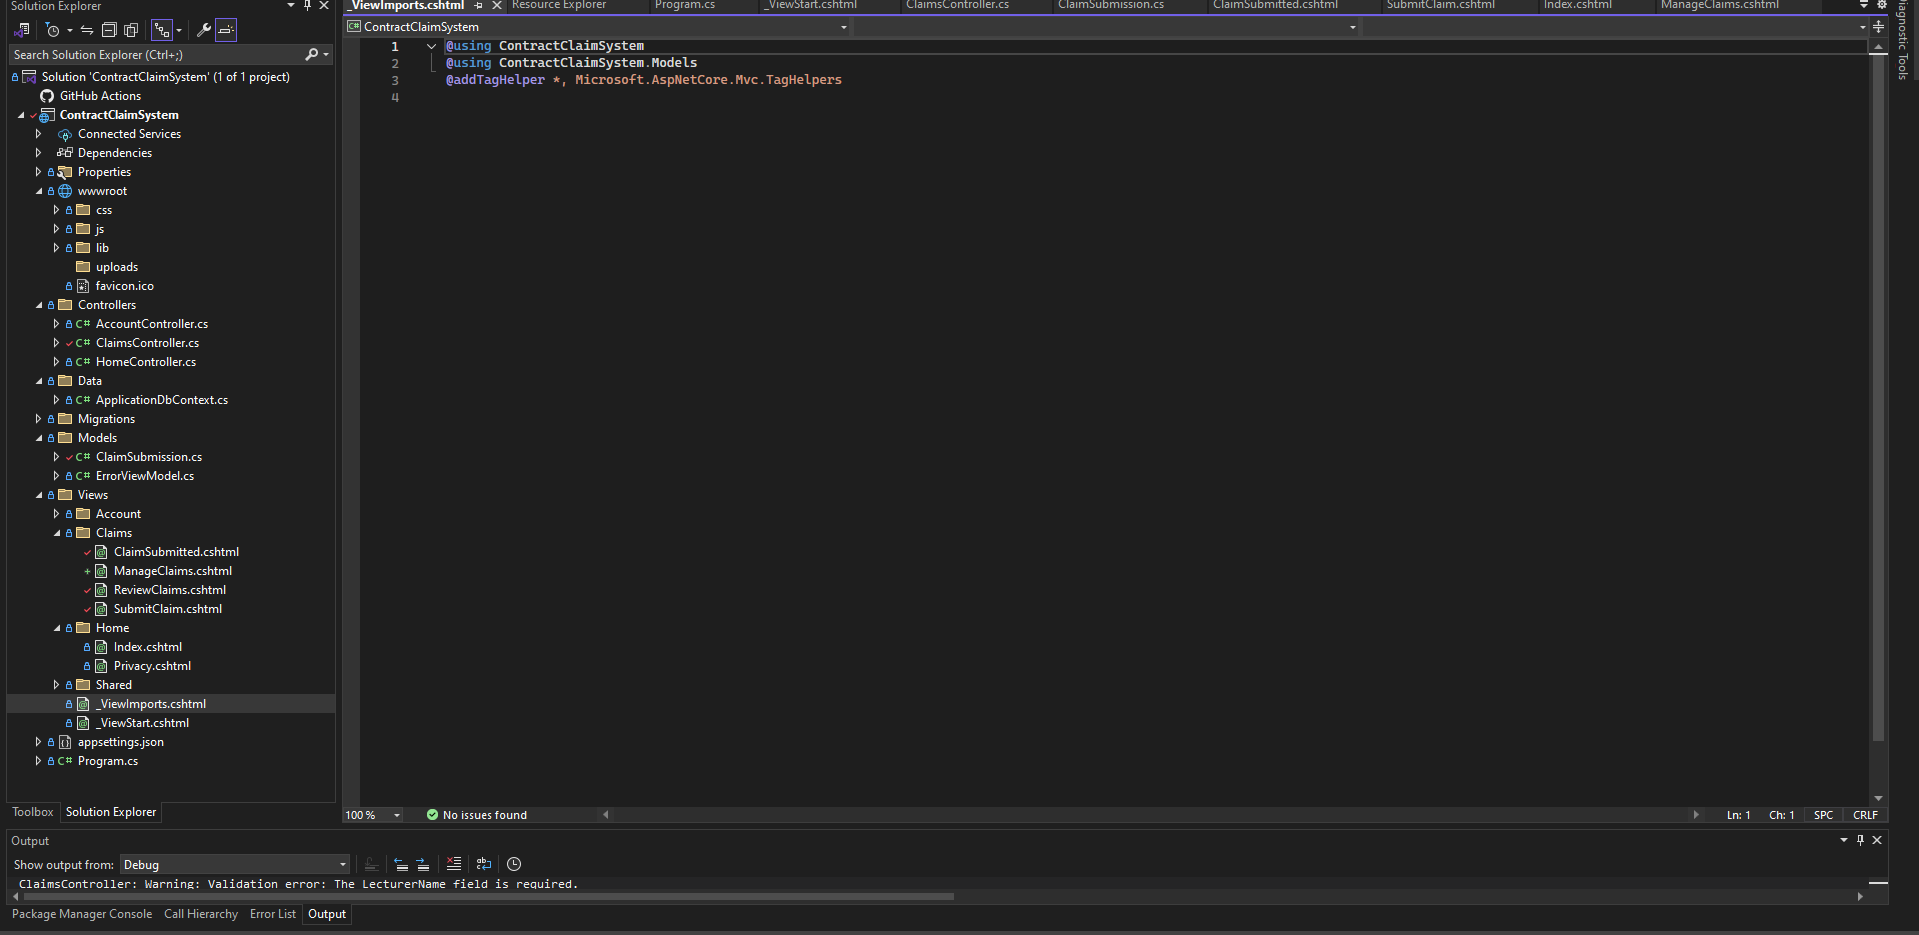 Solution Explorer
Search Solution Explorer (Ctrl+;)
Solution 'ContractClaimSystem' (1 of 1 project)
GitHub Actions
ContractClaimSystem
Connected Services
Dependencies
Properties
wwwroot
css
js
lib
uploads
favicon.ico
Controllers
C# AccountController.cs
C# ClaimsController.cs
C# HomeController.cs
Data
C# ApplicationDbContext.cs
Migrations
Models
C# ClaimSubmission.cs
C# ErrorViewModel.cs
Views
Account
Claims
ClaimSubmitted.cshtml
ManageClaims.cshtml
ReviewClaims.cshtml
SubmitClaim.cshtml
Home
Index.cshtml
Privacy.cshtml
Shared
_ViewImports.cshtml
_ViewStart.cshtml
appsettings.json
C# Program.cs
Toolbox Solution Explorer
_ViewImports.cshtml Resource Explorer Program.cs _ViewStart.cshtml ClaimsController.cs ClaimSubmission.cs ClaimSubmitted.cshtml SubmitClaim.cshtml Index.cshtml ManageClaims.cshtml
C# ContractClaimSystem
1 @using ContractClaimSystem
2 @using ContractClaimSystem.Models
3 @addTagHelper *, Microsoft.AspNetCore.Mvc.TagHelpers
4
100 % No issues found Ln: 1 Ch: 1 SPC CRLF
Diagnostic Tools
Output
Show output from: Debug
ClaimsController: Warning: Validation error: The LecturerName field is required.
Package Manager Console Call Hierarchy Error List Output